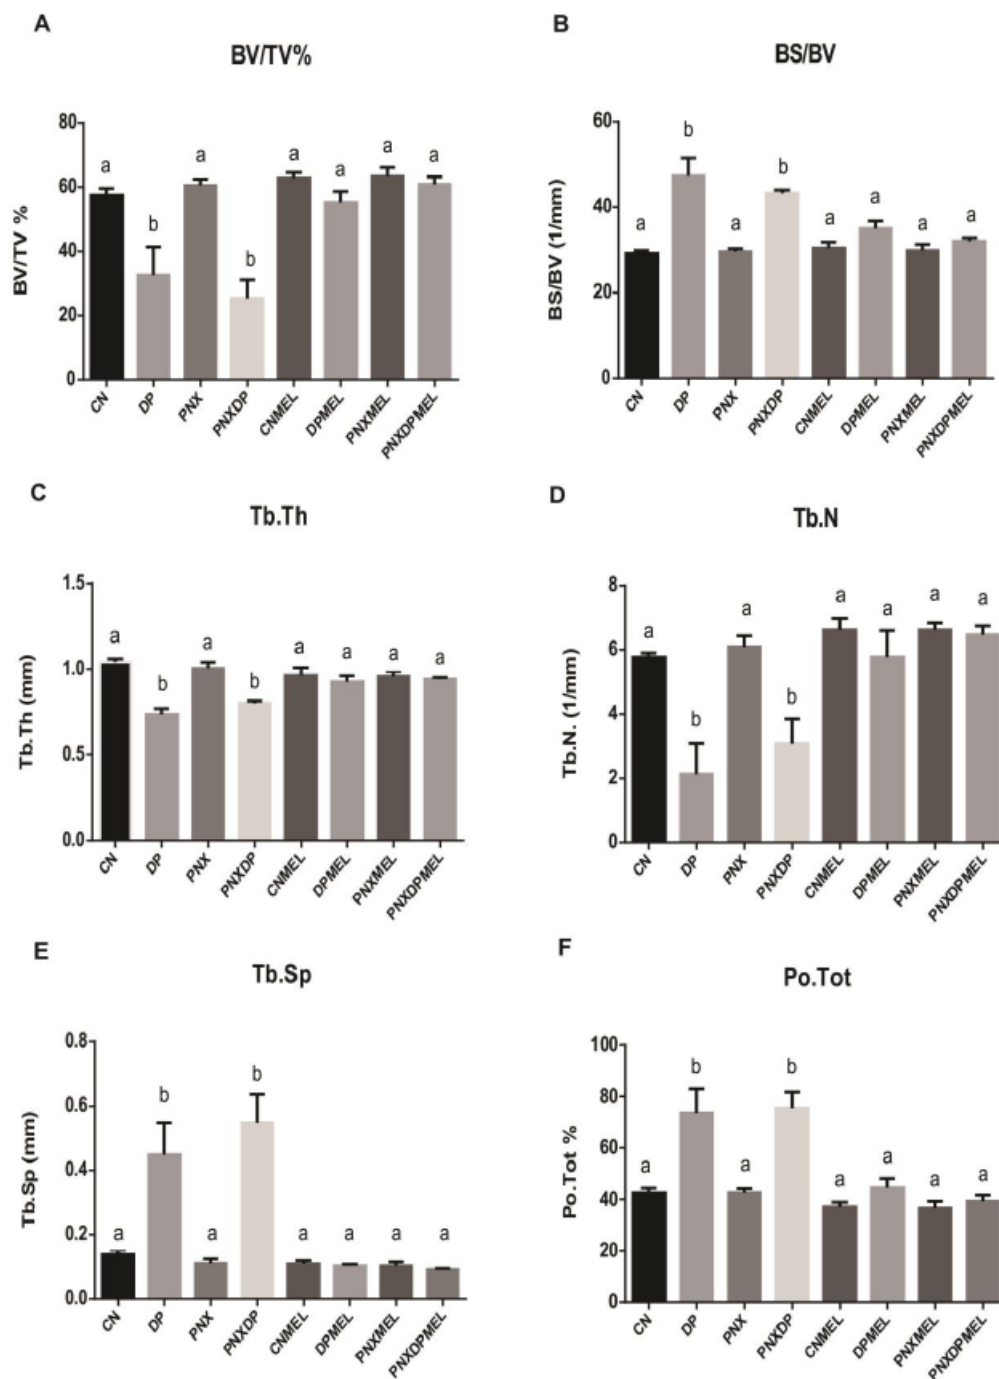 A
BV/TV%
BV/TV %
80
60
40
20
0
a
b
a
b
a
a
a
a
CN
DP
PNX
PNXDP
CNMEL
DPMEL
PNXMEL
PNXDPMEL
B
BS/BV
BS/BV (1/mm)
60
40
20
0
a
b
a
b
a
a
a
a
CN
DP
PNX
PNXDP
CNMEL
DPMEL
PNXMEL
PNXDPMEL
C
Tb.Th
Tb.Th (mm)
1.5
1.0
0.5
0.0
a
b
a
b
a
a
a
a
CN
DP
PNX
PNXDP
CNMEL
DPMEL
PNXMEL
PNXDPMEL
D
Tb.N
Tb.N. (1/mm)
8
6
4
2
0
a
b
a
b
a
a
a
a
CN
DP
PNX
PNXDP
CNMEL
DPMEL
PNXMEL
PNXDPMEL
E
Tb.Sp
Tb.Sp (mm)
0.8
0.6
0.4
0.2
0.0
a
b
a
b
a
a
a
a
CN
DP
PNX
PNXDP
CNMEL
DPMEL
PNXMEL
PNXDPMEL
F
Po.Tot
Po.Tot %
100
80
60
40
20
0
a
b
a
b
a
a
a
a
CN
DP
PNX
PNXDP
CNMEL
DPMEL
PNXMEL
PNXDPMEL